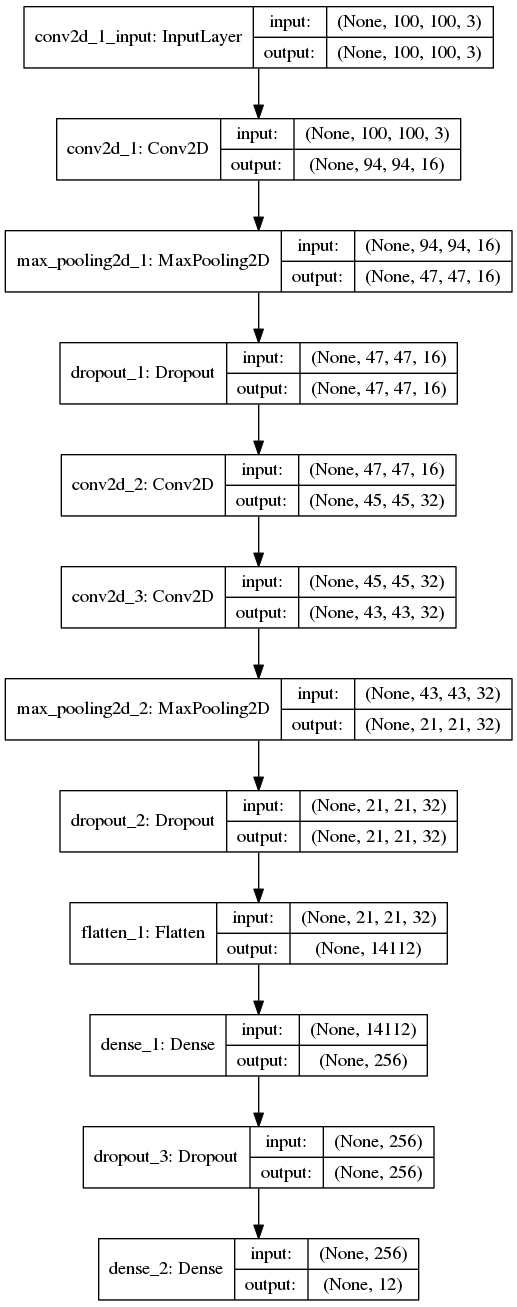 conv2d_1_input: InputLayer
input: (None, 100, 100, 3)
output: (None, 100, 100, 3)
conv2d_1: Conv2D
input: (None, 100, 100, 3)
output: (None, 94, 94, 16)
max_pooling2d_1: MaxPooling2D
input: (None, 94, 94, 16)
output: (None, 47, 47, 16)
dropout_1: Dropout
input: (None, 47, 47, 16)
output: (None, 47, 47, 16)
conv2d_2: Conv2D
input: (None, 47, 47, 16)
output: (None, 45, 45, 32)
conv2d_3: Conv2D
input: (None, 45, 45, 32)
output: (None, 43, 43, 32)
max_pooling2d_2: MaxPooling2D
input: (None, 43, 43, 32)
output: (None, 21, 21, 32)
dropout_2: Dropout
input: (None, 21, 21, 32)
output: (None, 21, 21, 32)
flatten_1: Flatten
input: (None, 21, 21, 32)
output: (None, 14112)
dense_1: Dense
input: (None, 14112)
output: (None, 256)
dropout_3: Dropout
input: (None, 256)
output: (None, 256)
dense_2: Dense
input: (None, 256)
output: (None, 12)